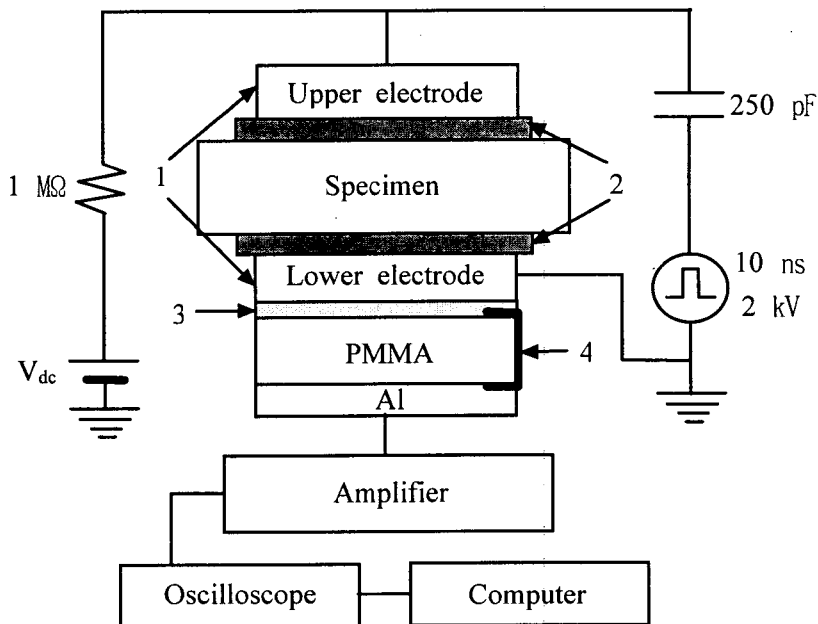 Upper electrode
250 pF
1
Specimen
2
1 MΩ
Lower electrode
10 ns
2 kV
3
PMMA
4
Vdc
Al
Amplifier
Oscilloscope
Computer